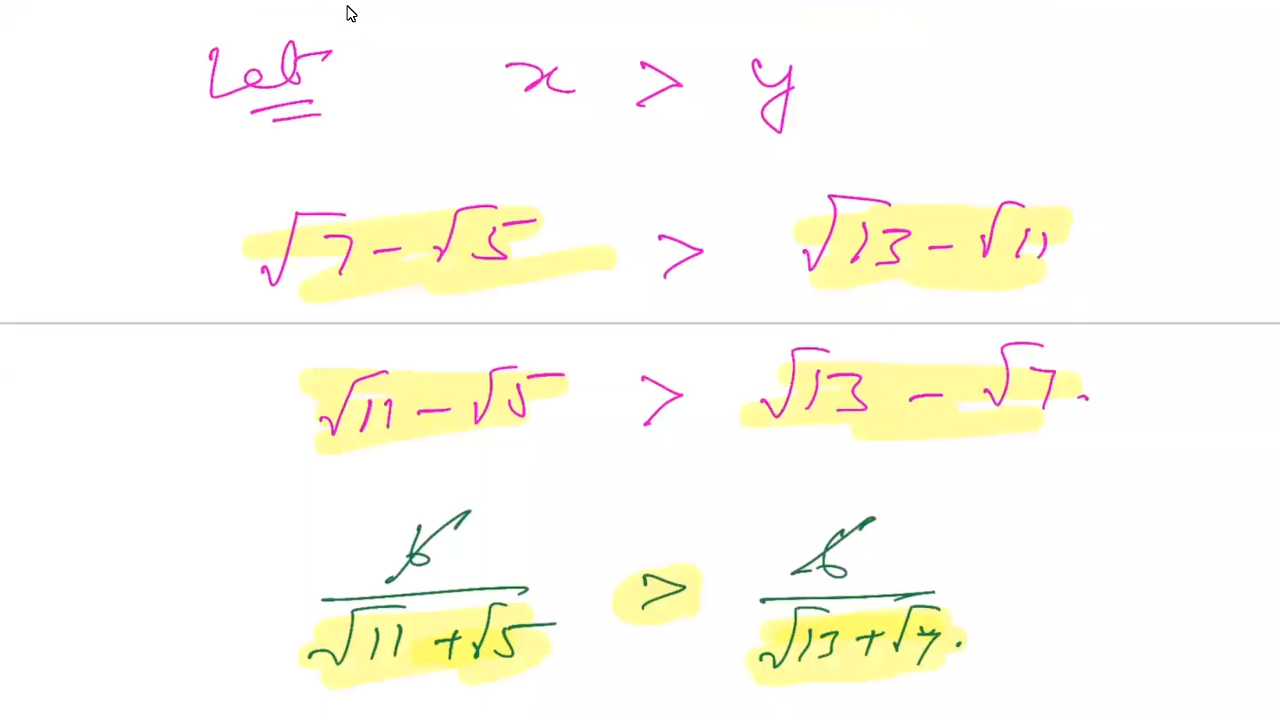 Let x > y
√7 - √5 > √13 - √11
√11 - √5 > √13 - √7.
6/(√11 + √5) > 6/(√13 + √7).